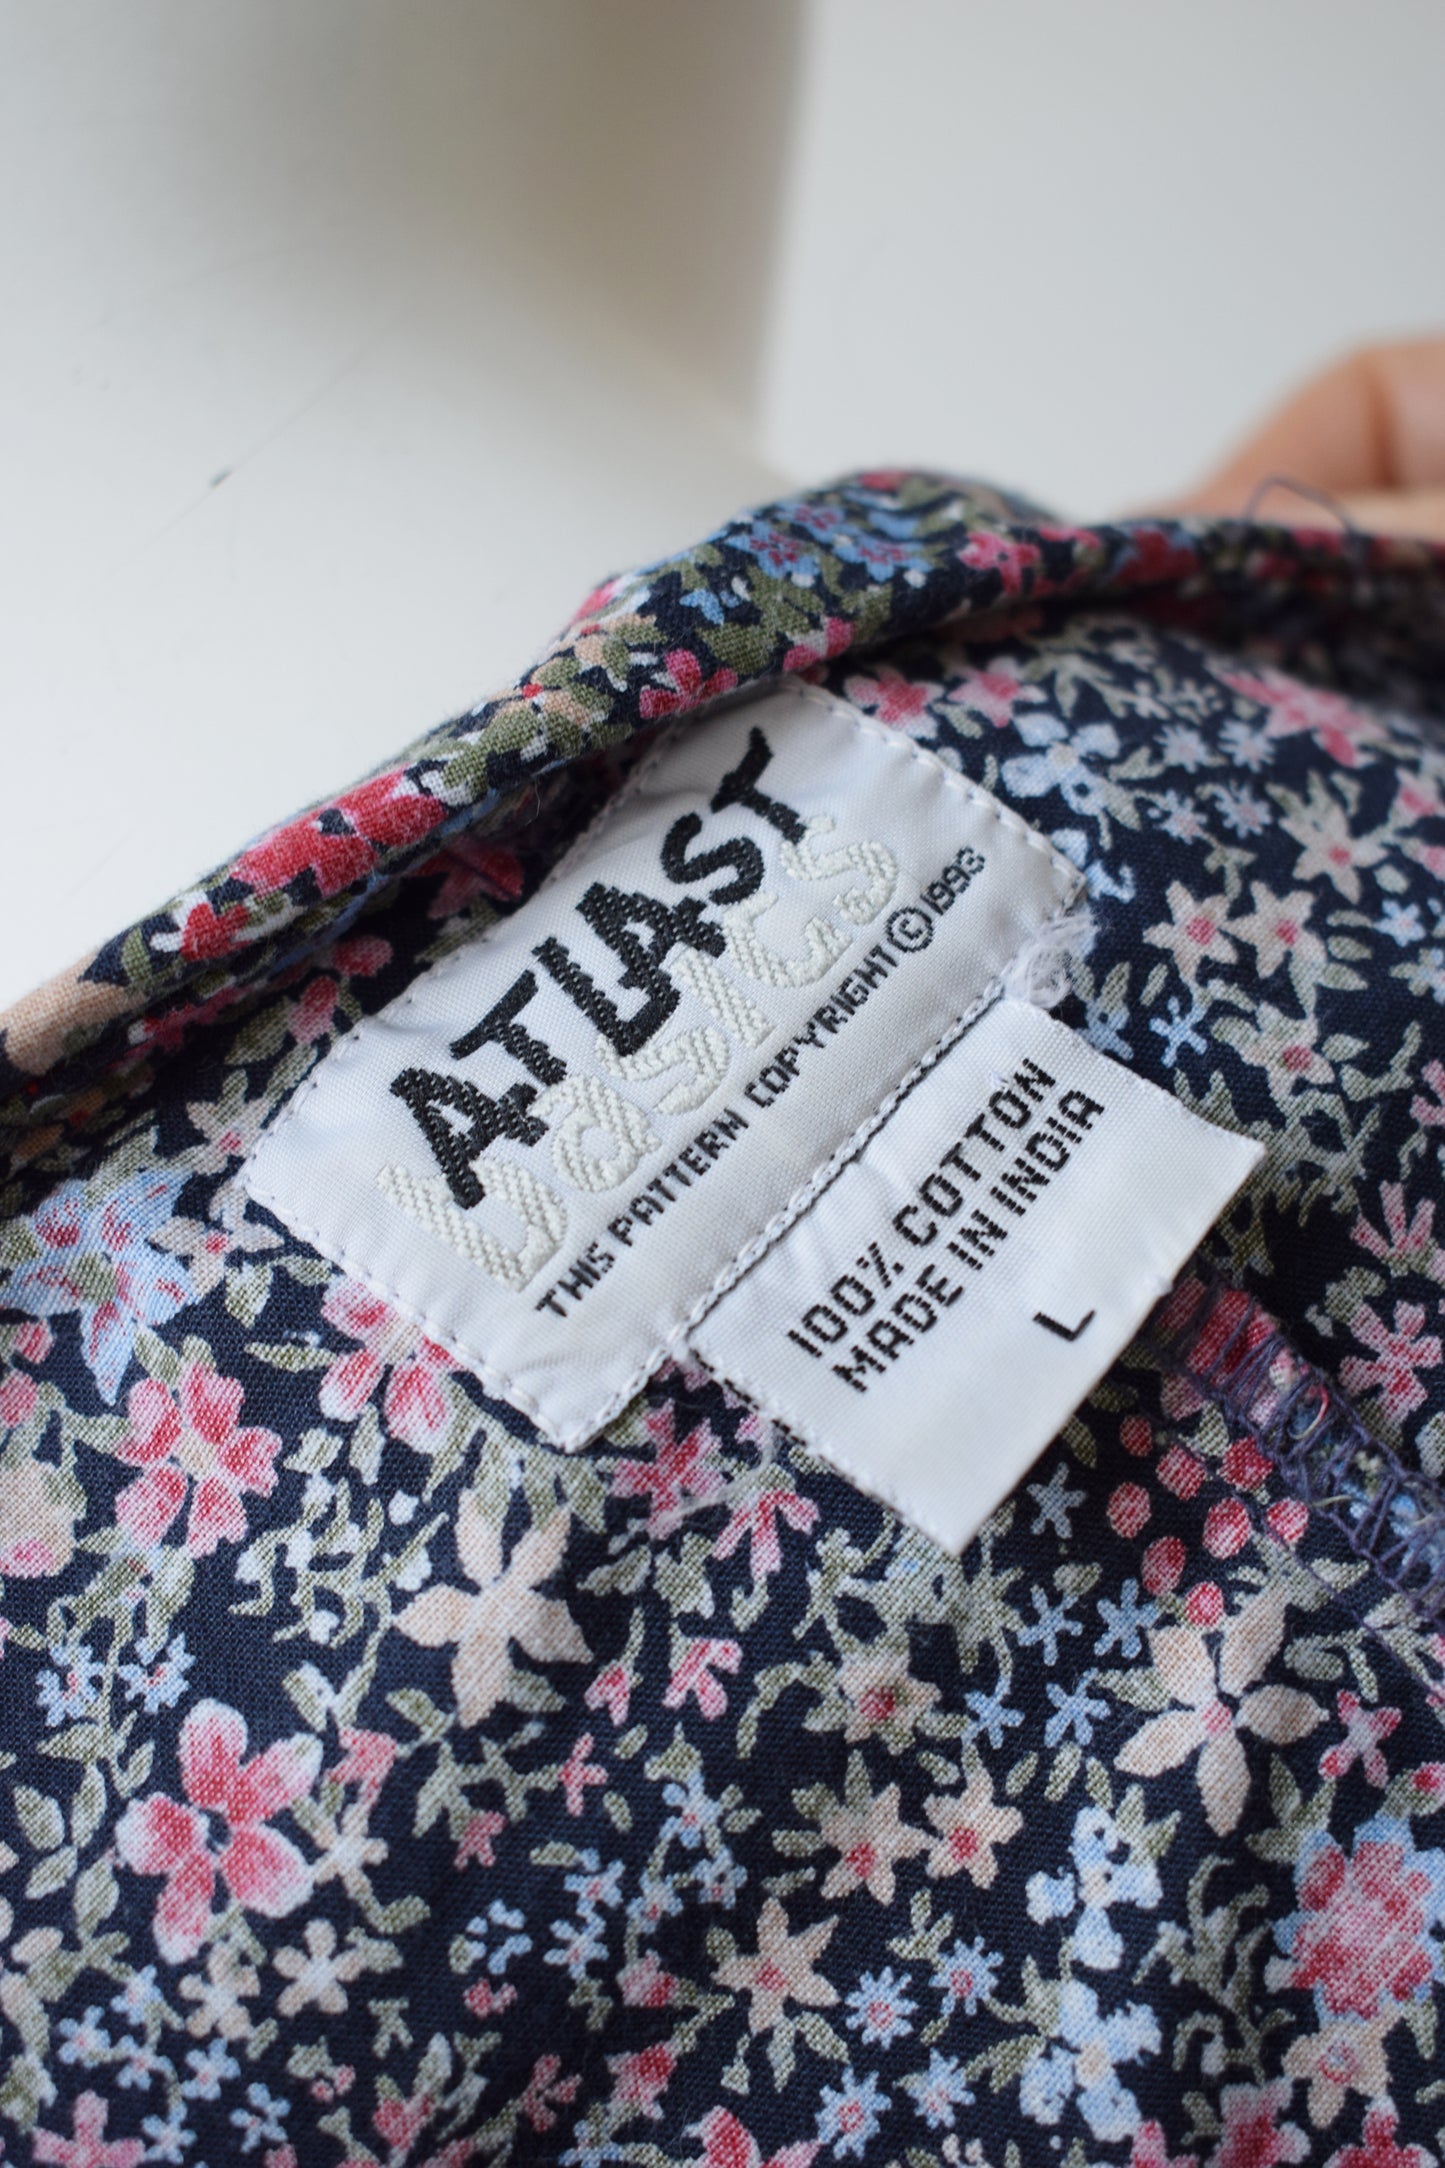 ATLAST
basics
THIS PATTERN COPYRIGHT © 1993
100% COTTON
MADE IN INDIA
L